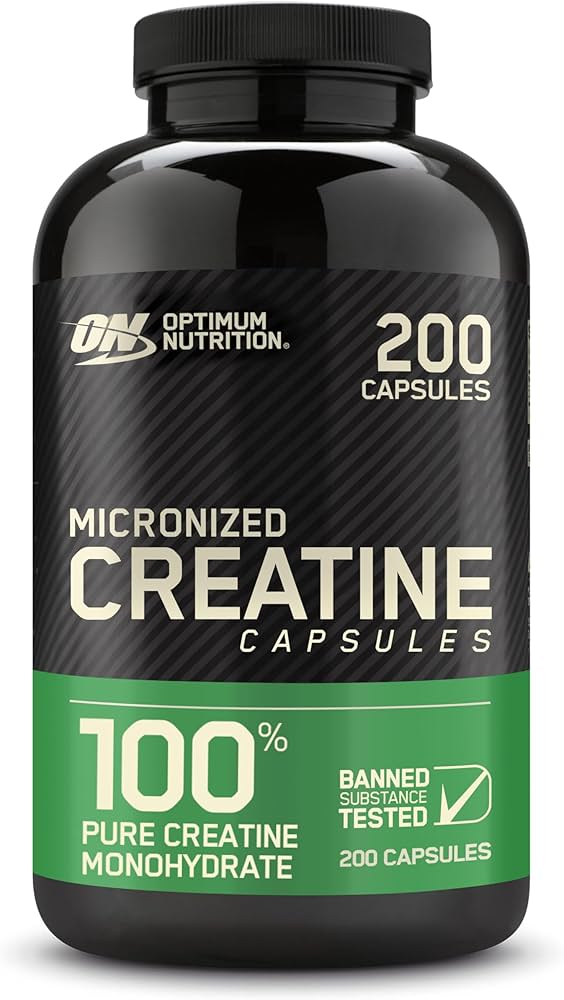 ON OPTIMUM
NUTRITION®
200
CAPSULES
MICRONIZED
CREATINE
CAPSULES
100%
PURE CREATINE
MONOHYDRATE
BANNED
SUBSTANCE
TESTED
200 CAPSULES